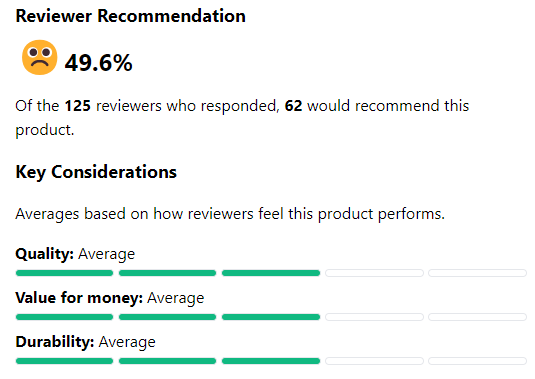 Reviewer Recommendation
49.6%
Of the 125 reviewers who responded, 62 would recommend this
product.
Key Considerations
Averages based on how reviewers feel this product performs.
Quality: Average
Value for money: Average
Durability: Average